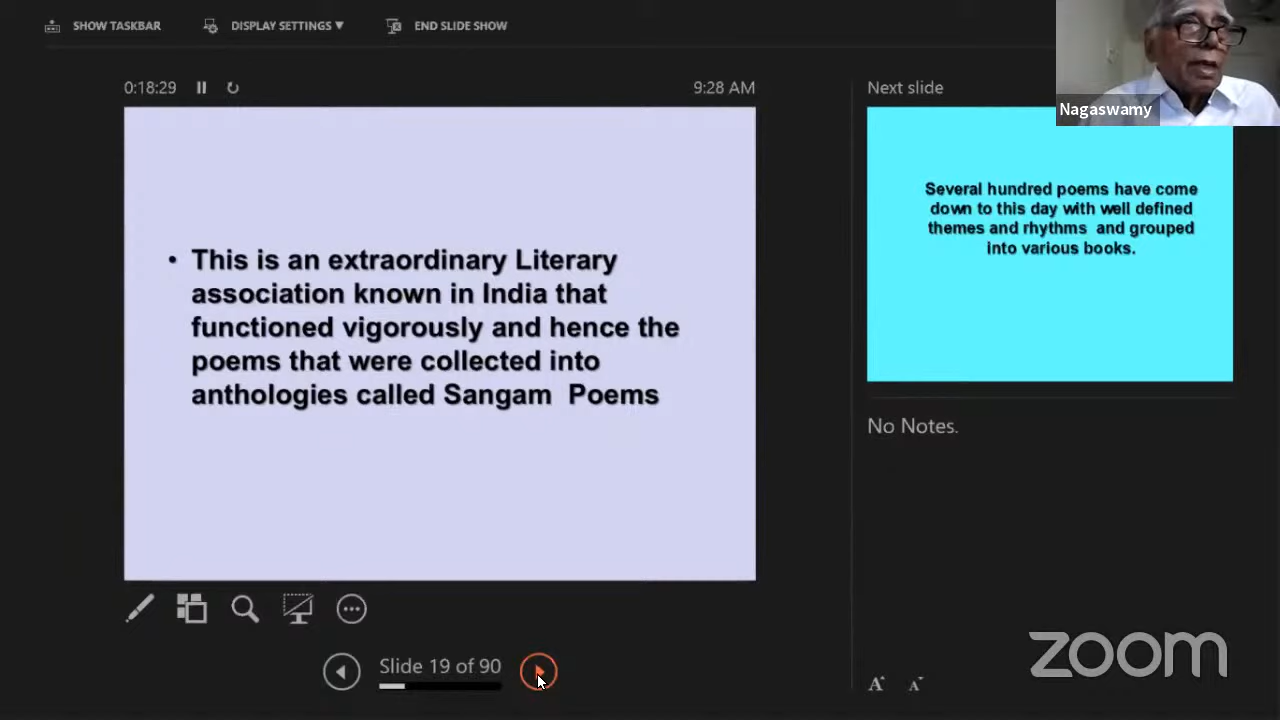 SHOW TASKBAR DISPLAY SETTINGS ▼ END SLIDE SHOW
0:18:29 9:28 AM
Next slide
Nagaswamy
• This is an extraordinary Literary
association known in India that
functioned vigorously and hence the
poems that were collected into
anthologies called Sangam Poems
Several hundred poems have come
down to this day with well defined
themes and rhythms and grouped
into various books.
No Notes.
Slide 19 of 90
A A
zoom